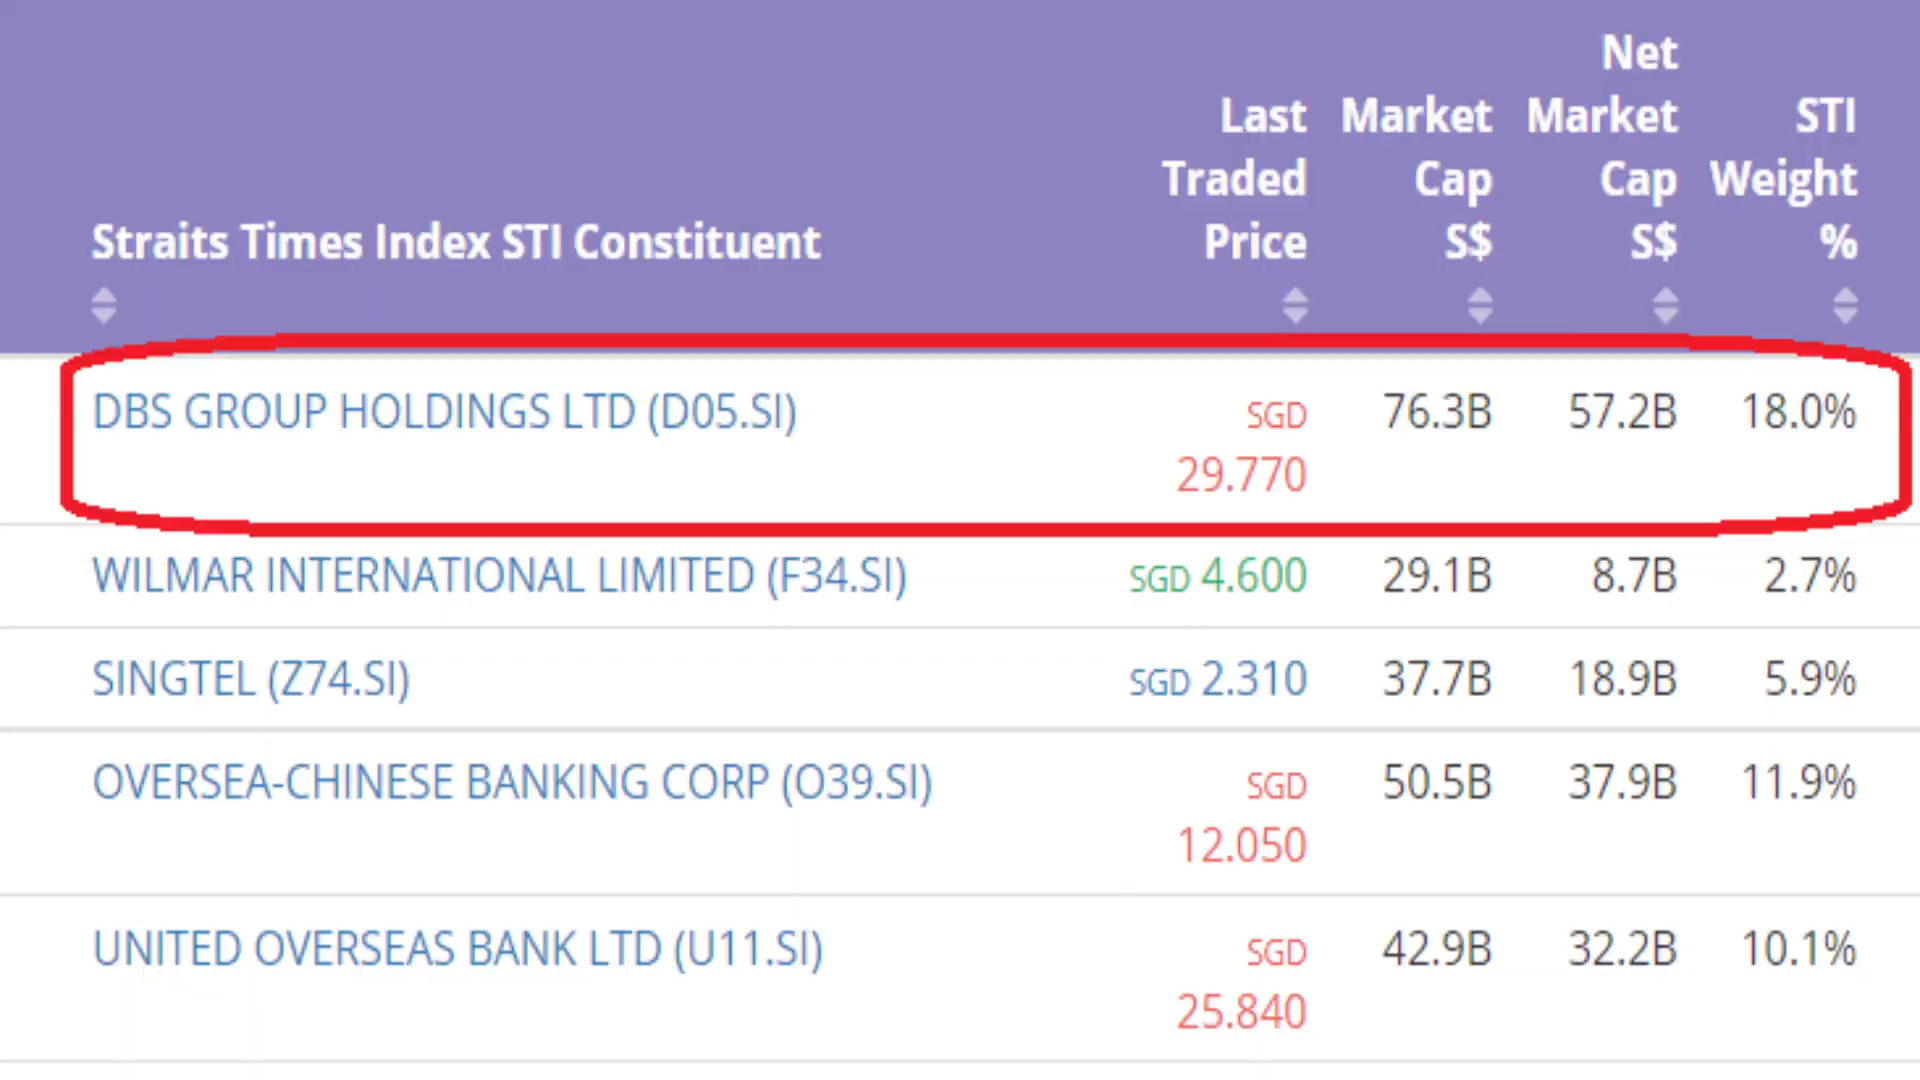 Net
Last Market Market STI
Traded Cap Cap Weight
Straits Times Index STI Constituent Price S$ S$ %
DBS GROUP HOLDINGS LTD (D05.SI) SGD 76.3B 57.2B 18.0%
29.770
WILMAR INTERNATIONAL LIMITED (F34.SI) SGD 4.600 29.1B 8.7B 2.7%
SINGTEL (Z74.SI) SGD 2.310 37.7B 18.9B 5.9%
OVERSEA-CHINESE BANKING CORP (O39.SI) SGD 50.5B 37.9B 11.9%
12.050
UNITED OVERSEAS BANK LTD (U11.SI) SGD 42.9B 32.2B 10.1%
25.840